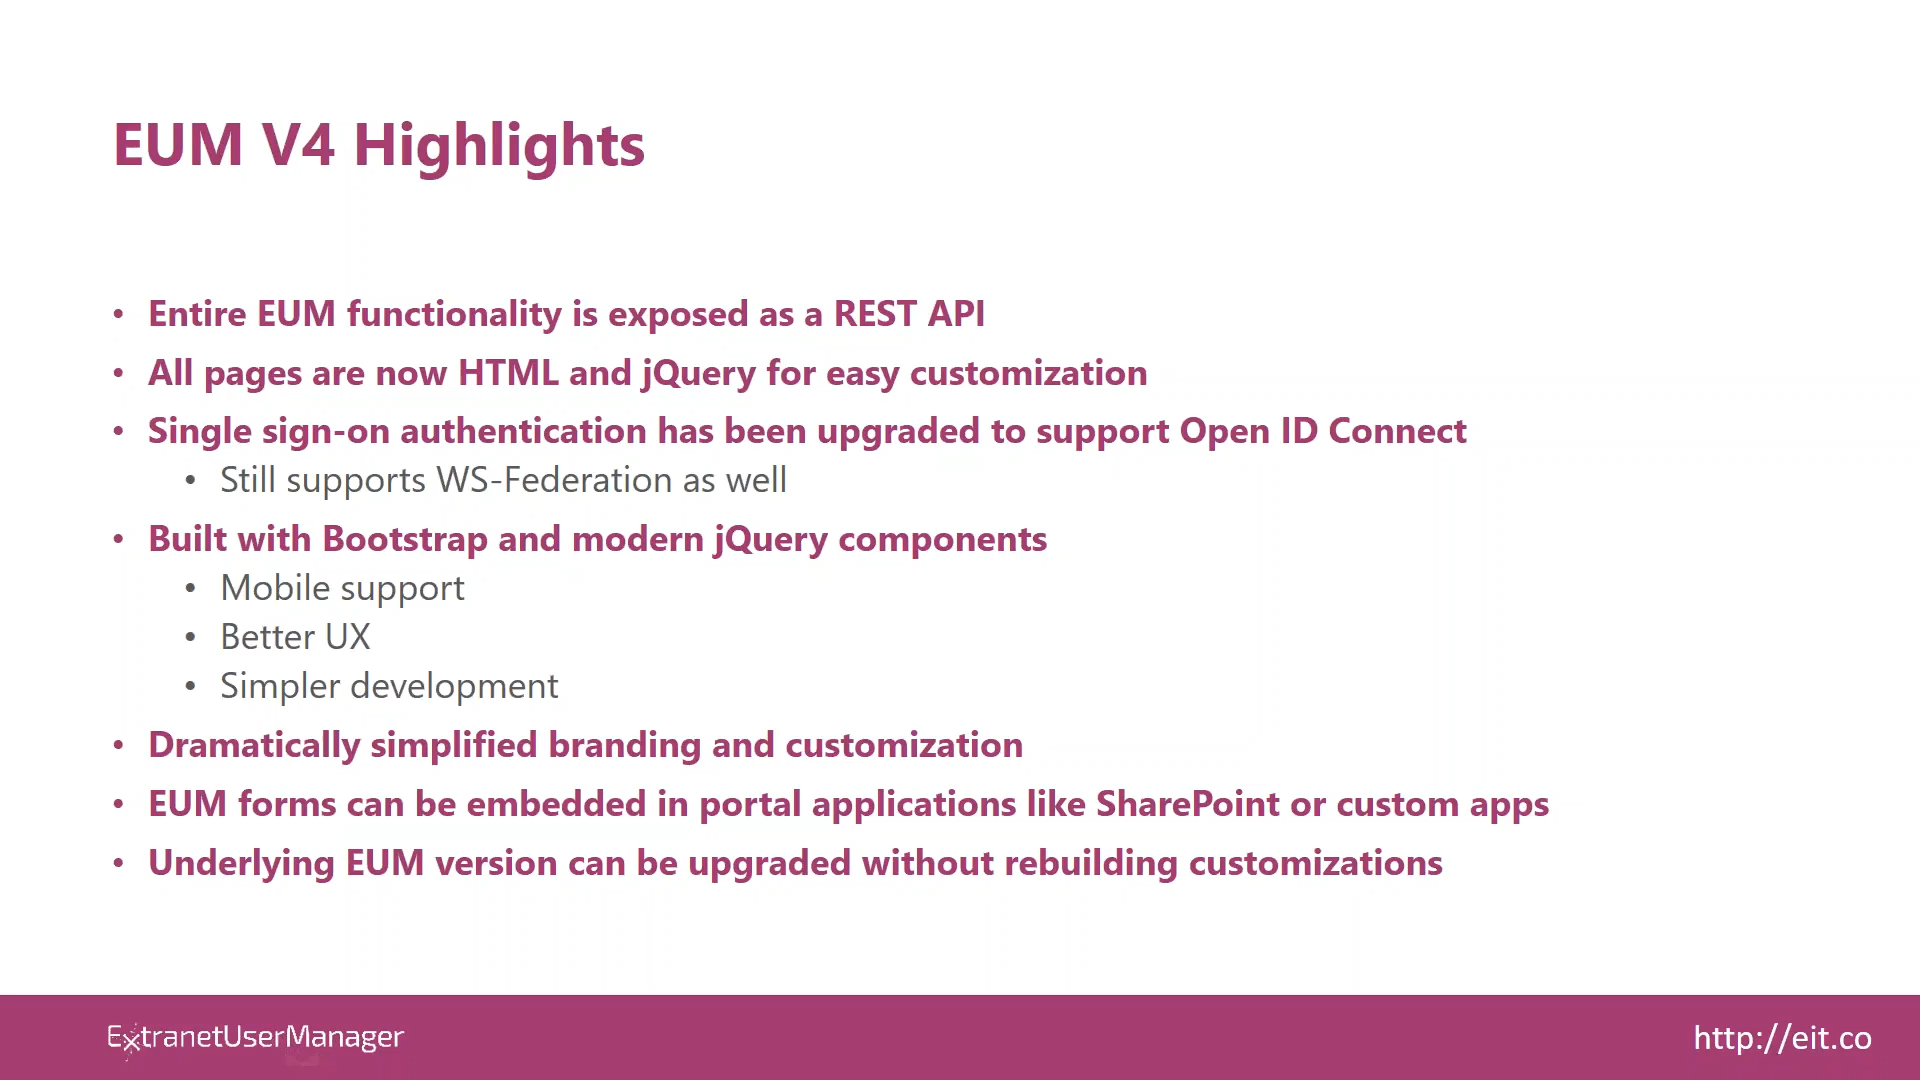 EUM V4 Highlights
• Entire EUM functionality is exposed as a REST API
• All pages are now HTML and jQuery for easy customization
• Single sign-on authentication has been upgraded to support Open ID Connect
• Still supports WS-Federation as well
• Built with Bootstrap and modern jQuery components
• Mobile support
• Better UX
• Simpler development
• Dramatically simplified branding and customization
• EUM forms can be embedded in portal applications like SharePoint or custom apps
• Underlying EUM version can be upgraded without rebuilding customizations
ExtranetUserManager
http://eit.co